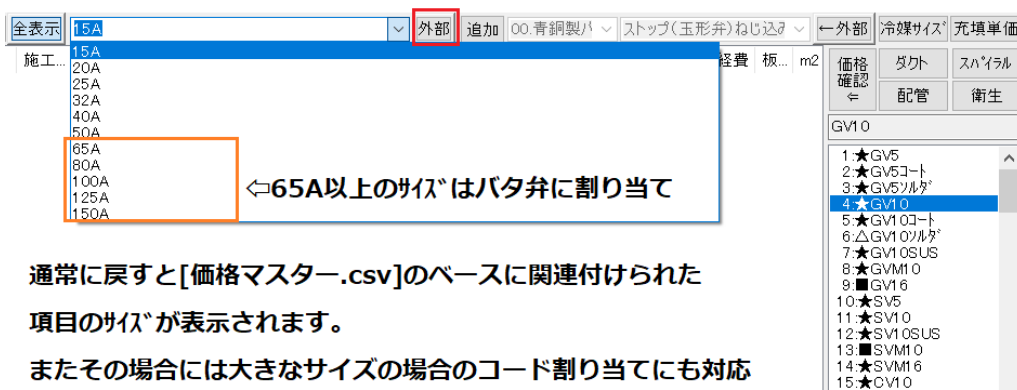 全表示 15A 外部 追加 00.青銅製バ ストップ(玉形弁)ねじ込み ←外部 冷媒サイズ 充填単価
施工... 経費 板... m2
15A
20A
25A
32A
40A
50A
65A
80A
100A
125A
150A
⇦65A以上のサイズはバタ弁に割り当て
通常に戻すと[価格マスター.csv]のベースに関連付けられた
項目のサイズが表示されます。
またその場合には大きなサイズの場合のコード割り当てにも対応
価格確認⇐ ダクト スパイラル
配管 衛生
GV10
1:★GV5
2:★GV5コート
3:★GV5ソルダ
4:★GV10
5:★GV10コート
6:△GV10ソルダ
7:★GV10SUS
8:★GVM10
9:■GV16
10:★SV5
11:★SV10
12:★SV10SUS
13:■SVM10
14:★SVM16
15:★CV10